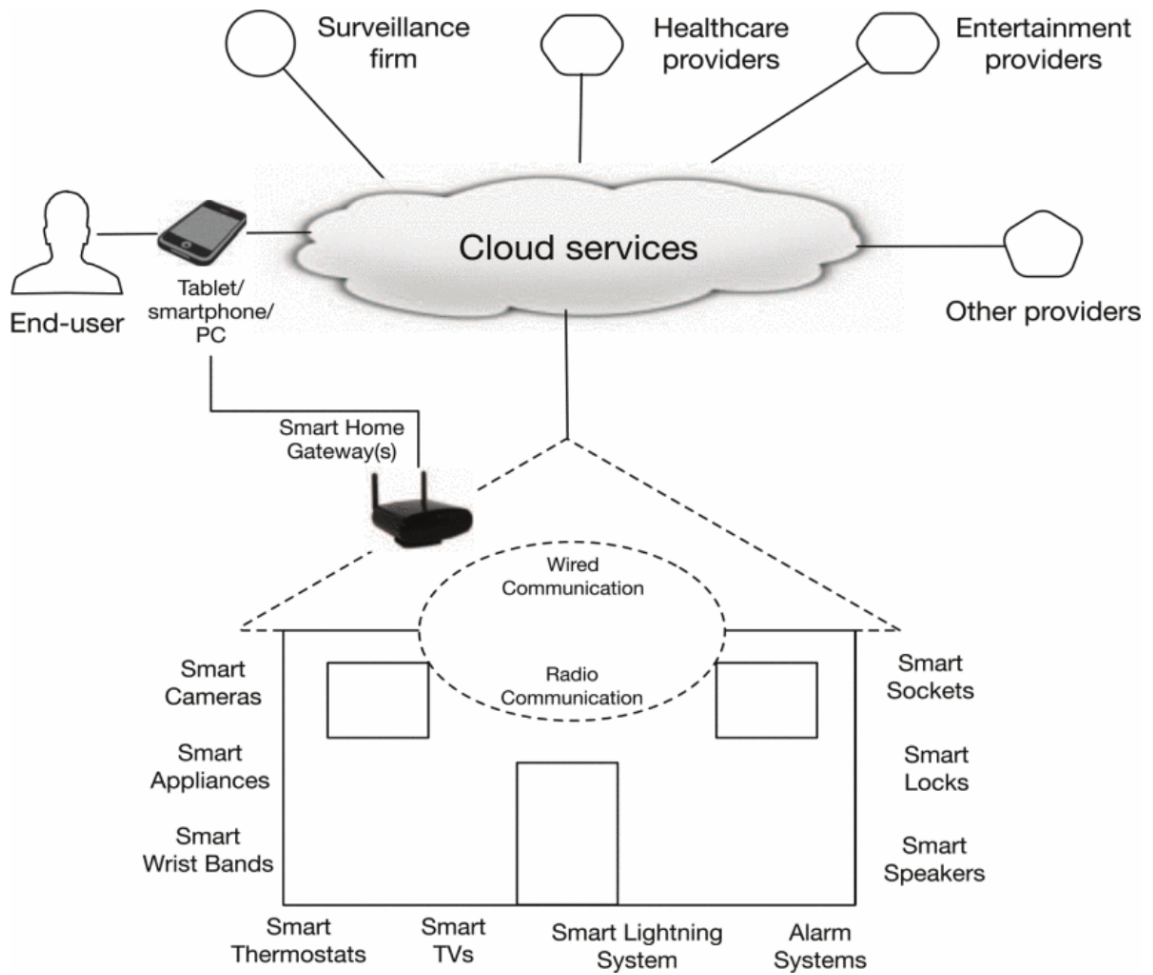 Surveillance
firm
Healthcare
providers
Entertainment
providers
Cloud services
Tablet/
smartphone/
PC
End-user
Other providers
Smart Home
Gateway(s)
Wired
Communication
Radio
Communication
Smart
Cameras
Smart
Sockets
Smart
Appliances
Smart
Locks
Smart
Wrist Bands
Smart
Speakers
Smart
Thermostats
Smart
TVs
Smart Lightning
System
Alarm
Systems